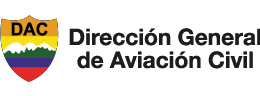 DAC
Dirección General
de Aviación Civil